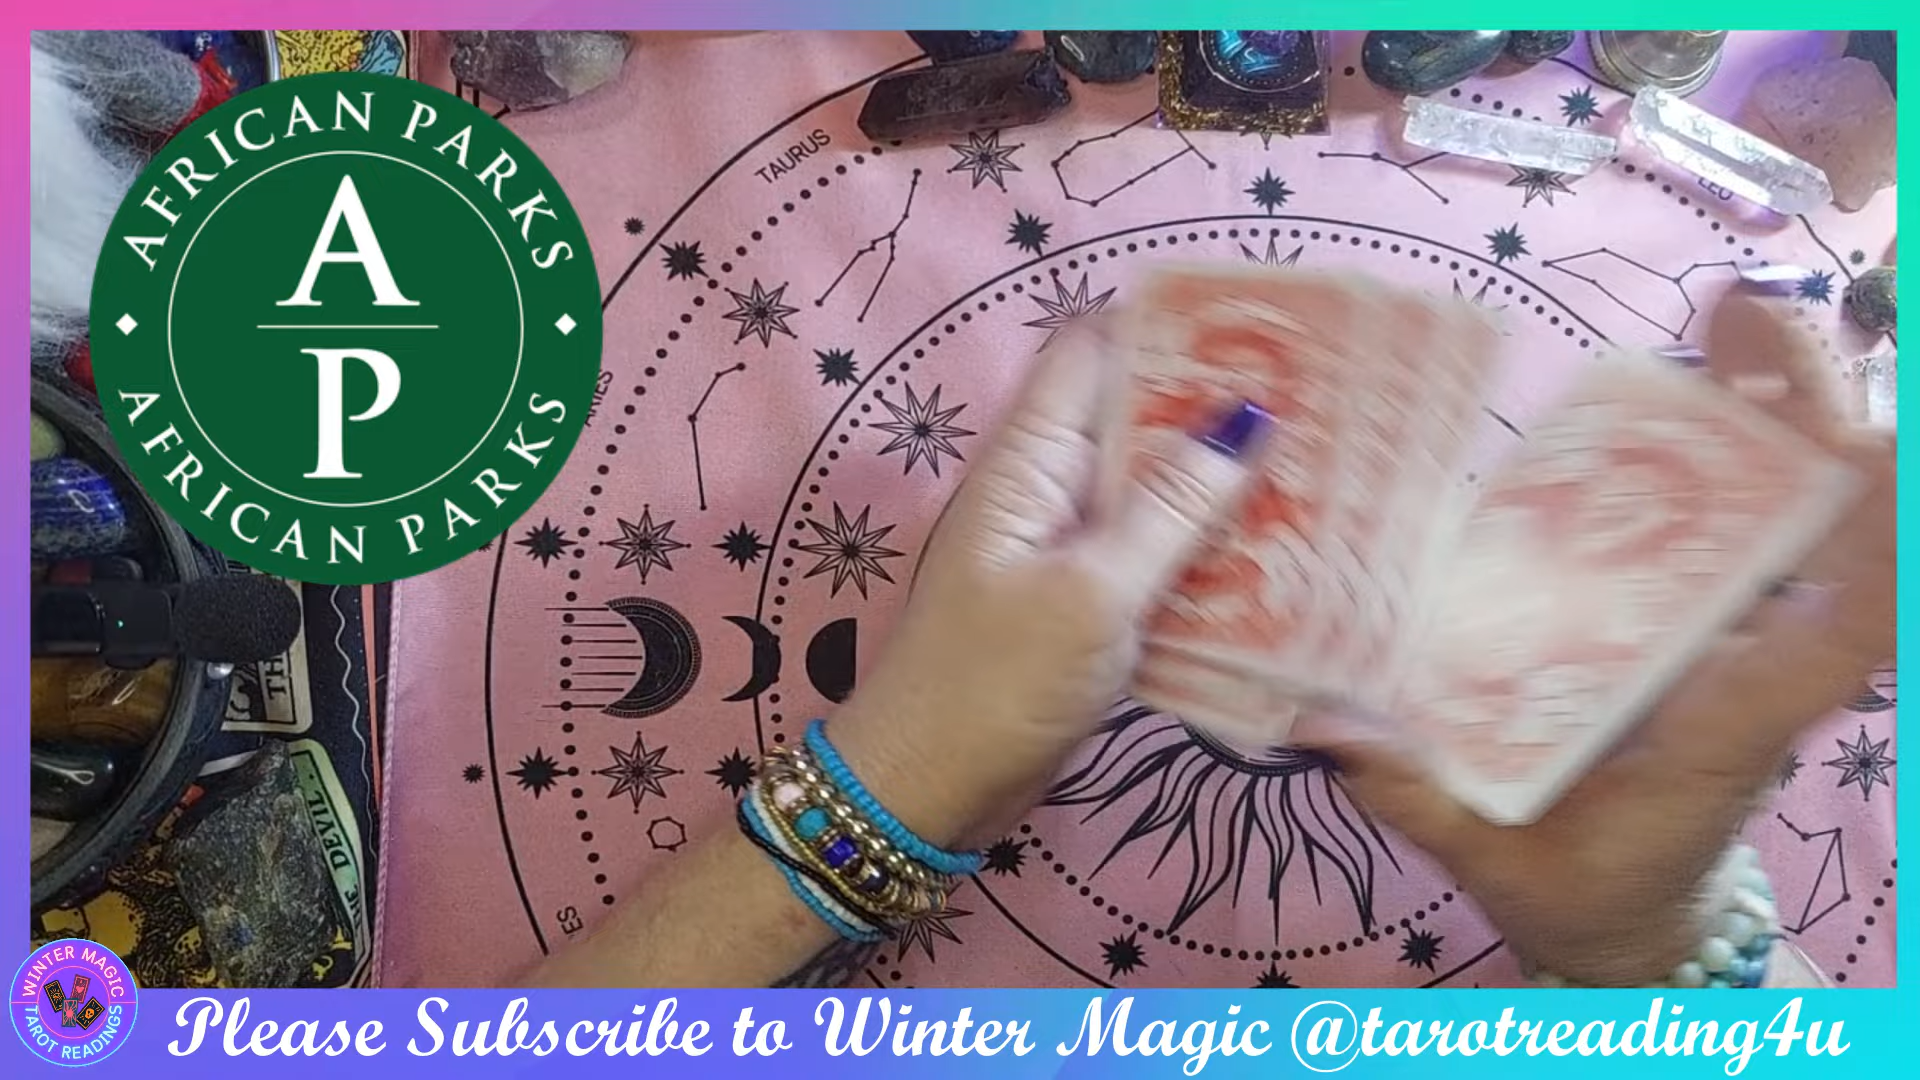 AFRICAN PARKS
A
P
AFRICAN PARKS
TAURUS
LEO
ARIES
THE DEVIL.
WINTER MAGIC
TAROT READINGS
Please Subscribe to Winter Magic @tarotreading4u